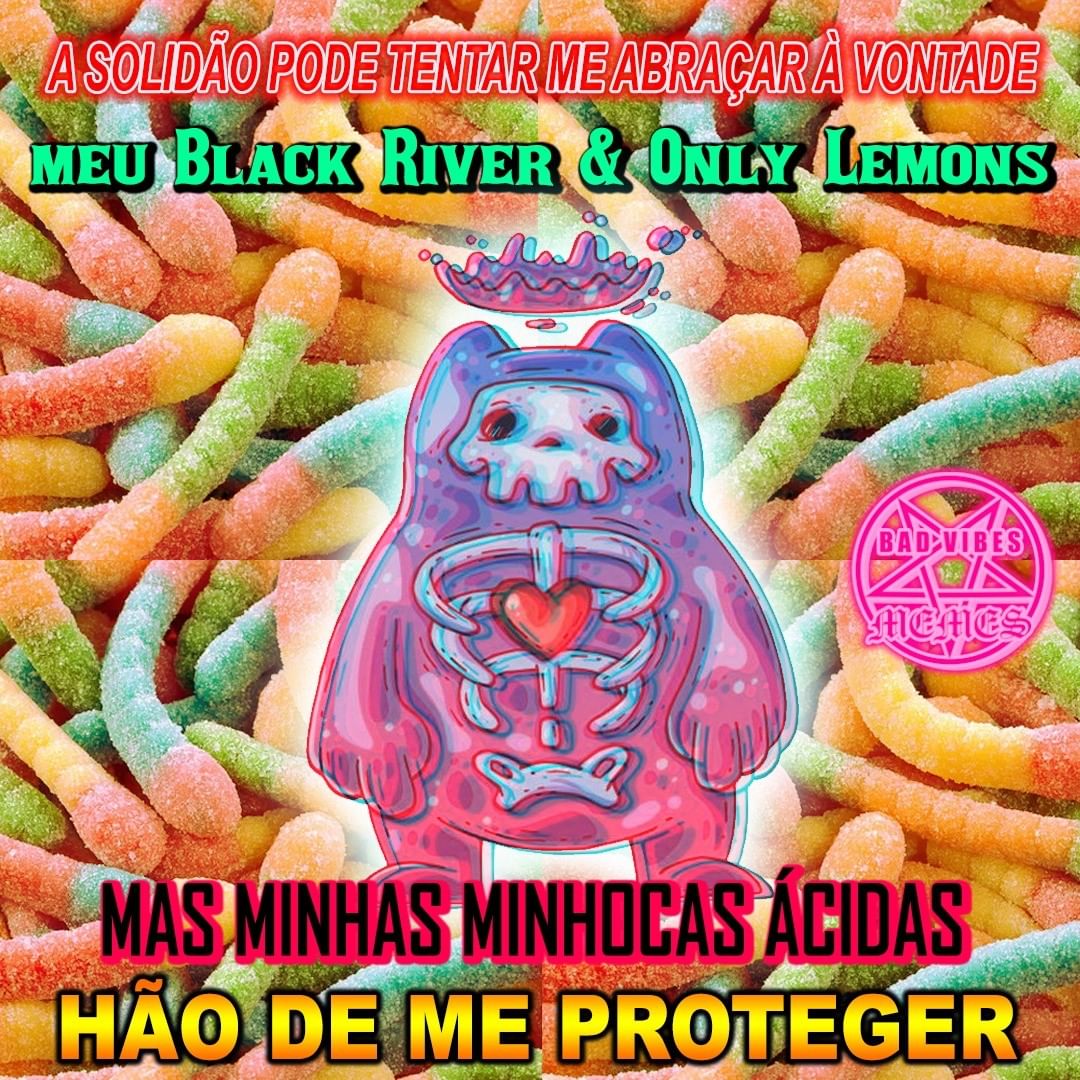 A SOLIDÃO PODE TENTAR ME ABRAÇAR À VONTADE
MEU BLACK RIVER & ONLY LEMONS
BAD VIBES
MEMES
MAS MINHAS MINHOCAS ÁCIDAS
HÃO DE ME PROTEGER